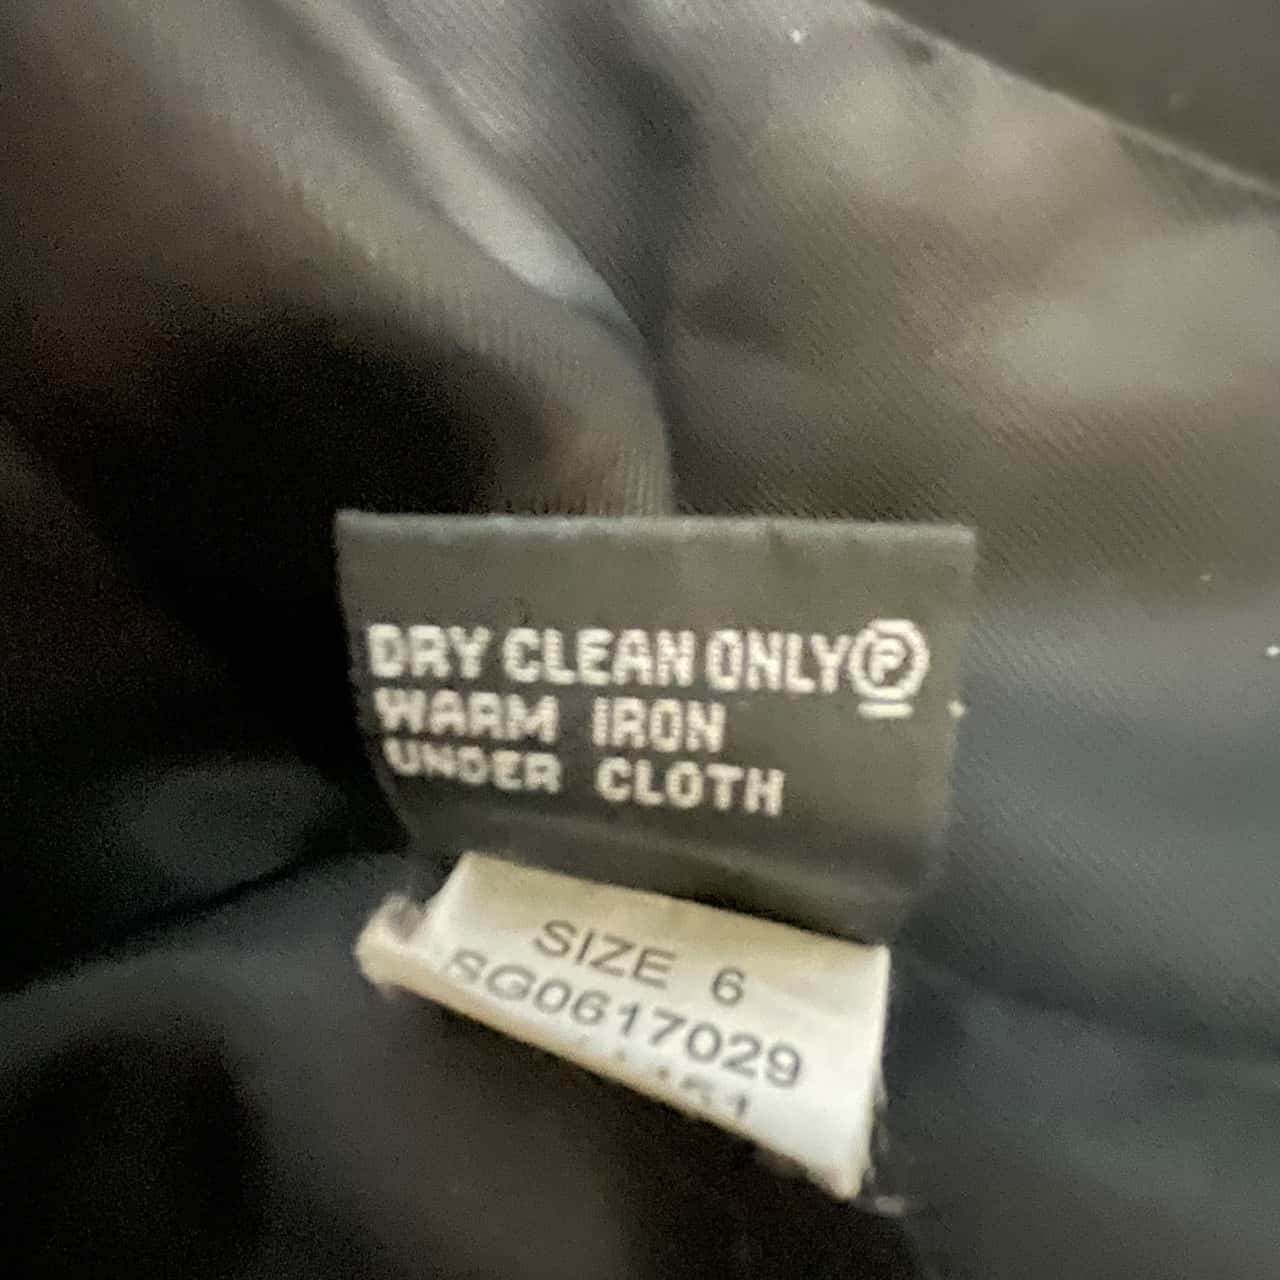 DRY CLEAN ONLY Ⓟ
WARM IRON
UNDER CLOTH
SIZE 6
SG0617029